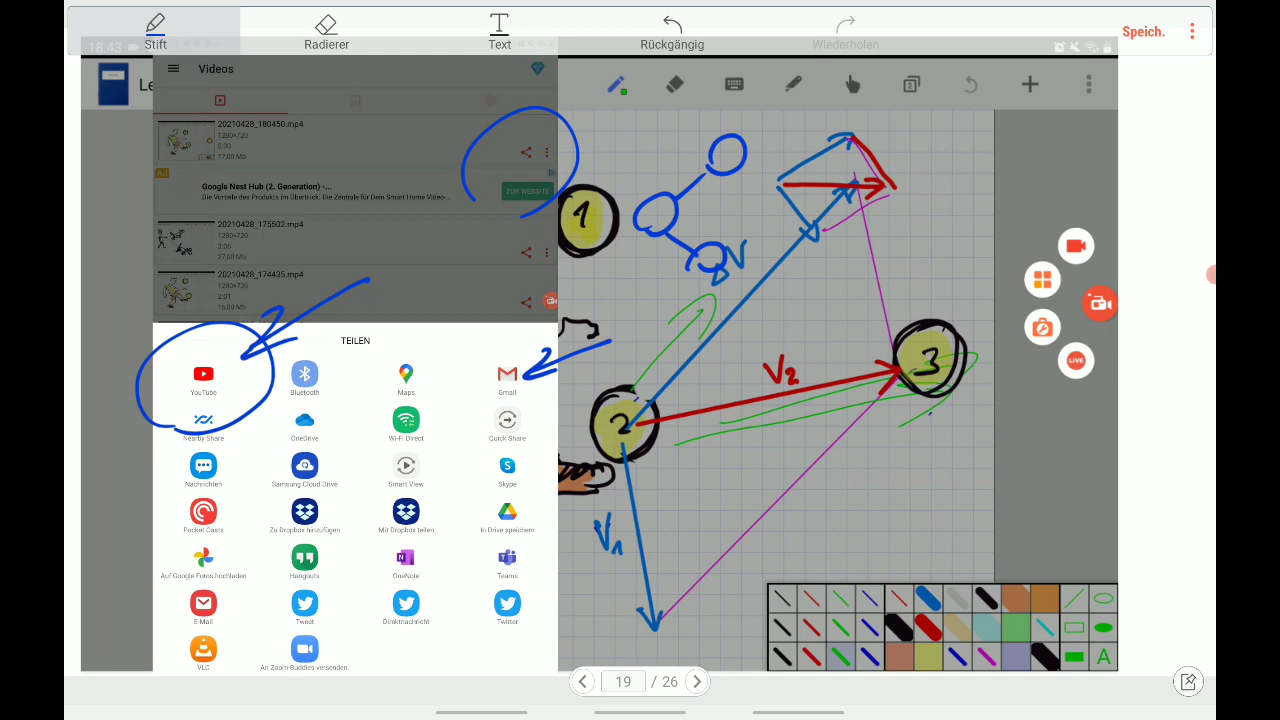 Stift
Radierer
Text
Rückgängig
Wiederholen
Speich.
18:43
Le
Videos
20210428_180450.mp4
1280×720
2:30
17,00 Mb
Ad
Google Nest Hub (2. Generation) -...
Die Vorteile des Produkts im Überblick: Die Zentrale für Dein Smart Home Video-...
ZUR WEBSITE
20210428_175502.mp4
1280×720
3:05
27,00 Mb
20210428_174435.mp4
1280×720
2:01
16,00 Mb
TEILEN
YouTube
Bluetooth
Maps
Gmail
Nearby Share
OneDrive
Wi-Fi Direct
Quick Share
Nachrichten
Samsung Cloud Drive
Smart View
Skype
Pocket Casts
Zu Dropbox hinzufügen
Mit Dropbox teilen
In Drive speichern
Auf Google Fotos hochladen
Hangouts
OneNote
Teams
E-Mail
Tweet
Direktnachricht
Twitter
VLC
An Zoom-Buddies versenden.
1
V
2
V2
3
V1
2
LIVE
A
19 / 26